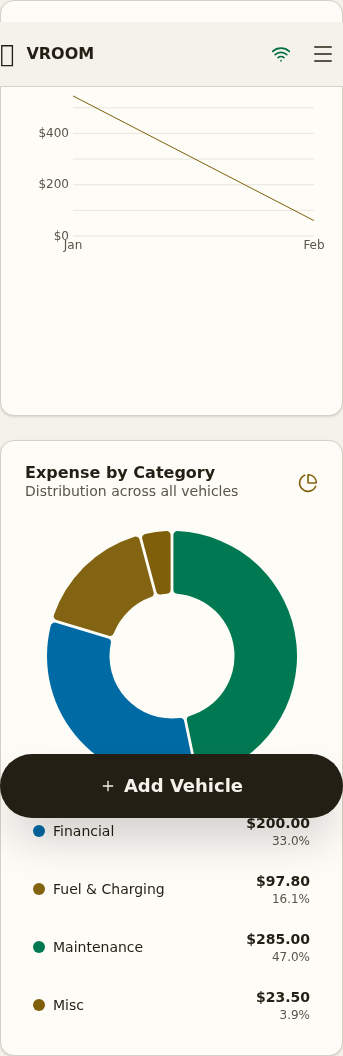 VROOM
$400
$200
$0
Jan Feb
Expense by Category
Distribution across all vehicles
+ Add Vehicle
Financial $200.00
33.0%
Fuel & Charging $97.80
16.1%
Maintenance $285.00
47.0%
Misc $23.50
3.9%